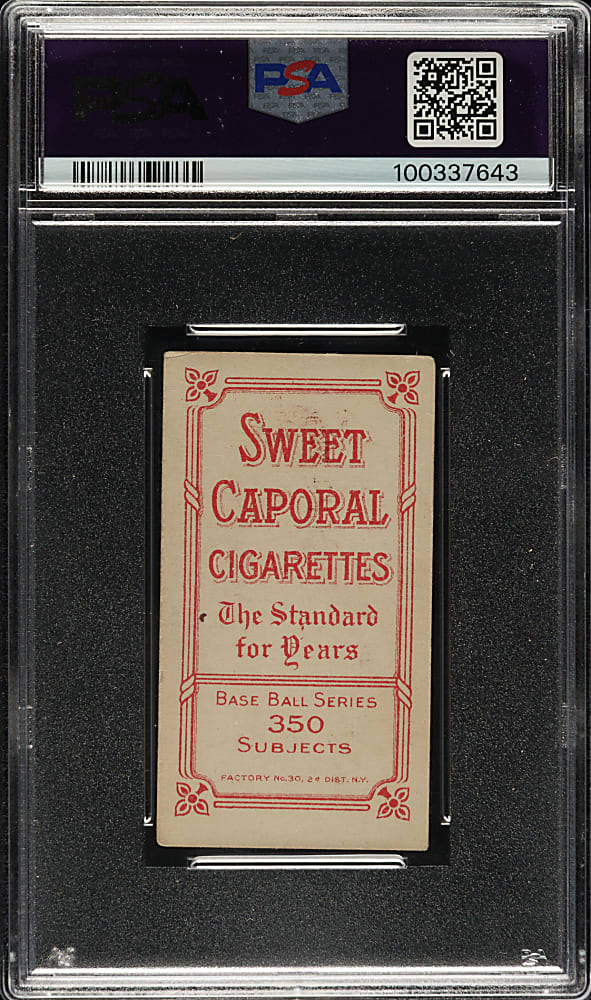 PSA
PSA
100337643
SWEET
CAPORAL
CIGARETTES
The Standard
for Years
BASE BALL SERIES
350
SUBJECTS
FACTORY No. 30, 2d DIST. N.Y.